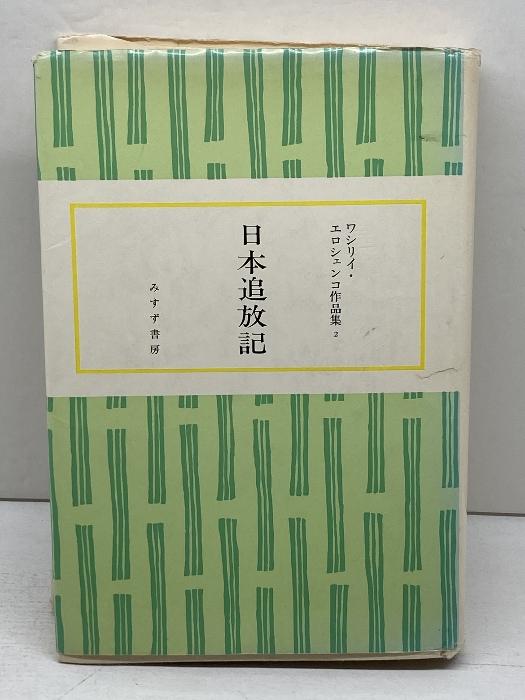 ワシリイ・
エロシェンコ作品集 2
日本追放記
みすず書房